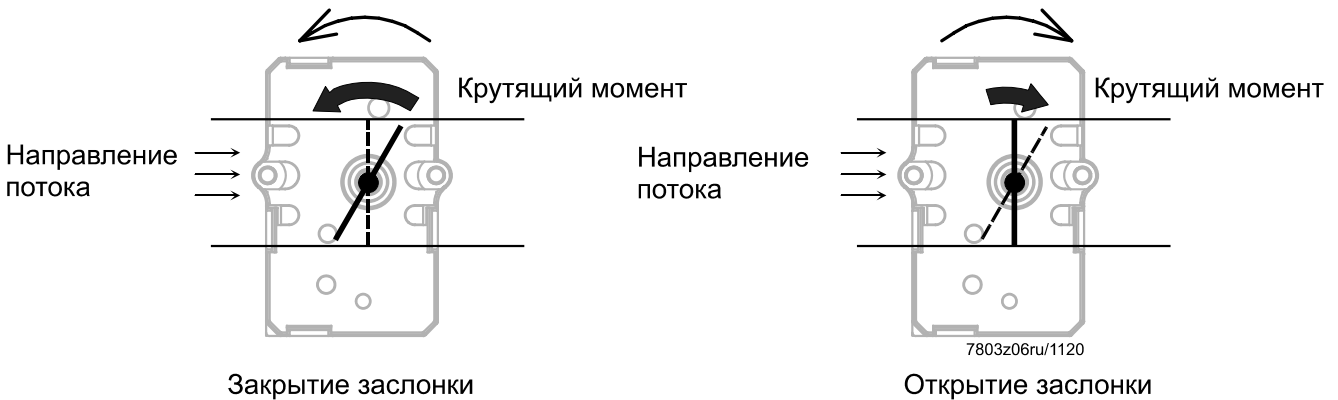 Крутящий момент
Направление
потока
Закрытие заслонки
Крутящий момент
Направление
потока
7803z06ru/1120
Открытие заслонки